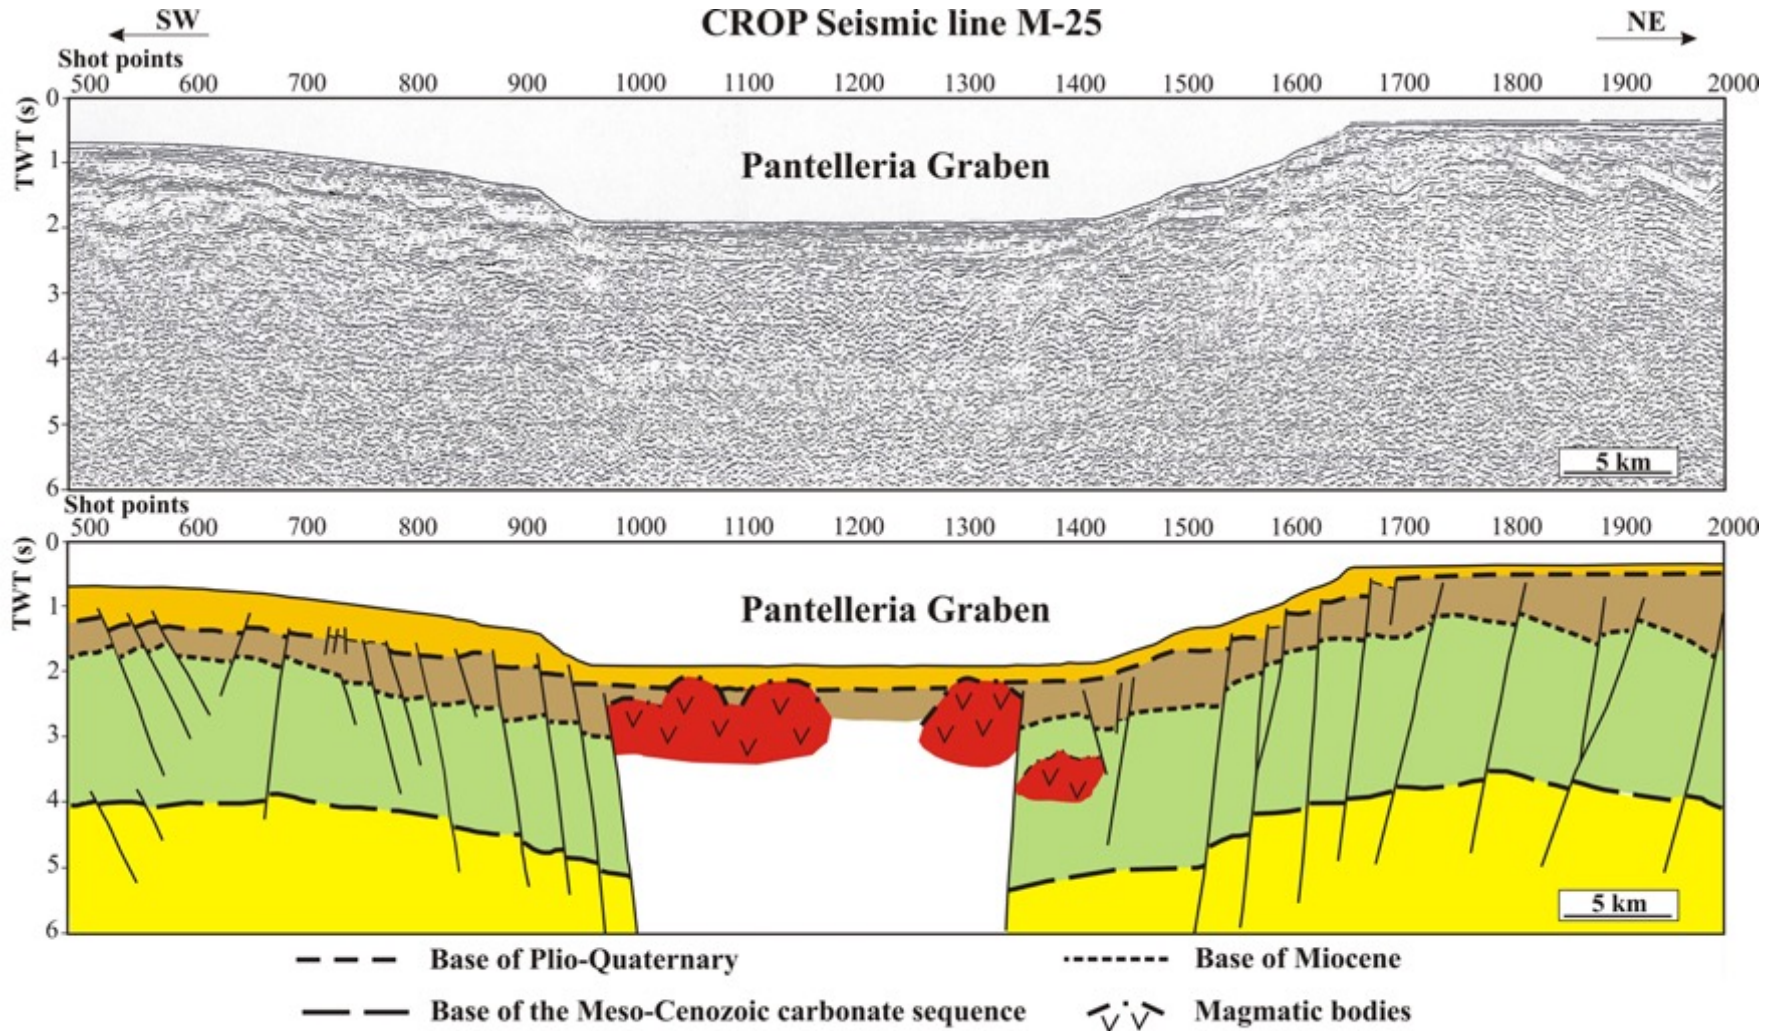 SW CROP Seismic line M-25 NE
Shot points
500 600 700 800 900 1000 1100 1200 1300 1400 1500 1600 1700 1800 1900 2000
TWT (s)
0
1
2
3
4
5
6
Pantelleria Graben
5 km
Shot points
500 600 700 800 900 1000 1100 1200 1300 1400 1500 1600 1700 1800 1900 2000
TWT (s)
0
1
2
3
4
5
6
Pantelleria Graben
5 km
Base of Plio-Quaternary
Base of Miocene
Base of the Meso-Cenozoic carbonate sequence
Magmatic bodies